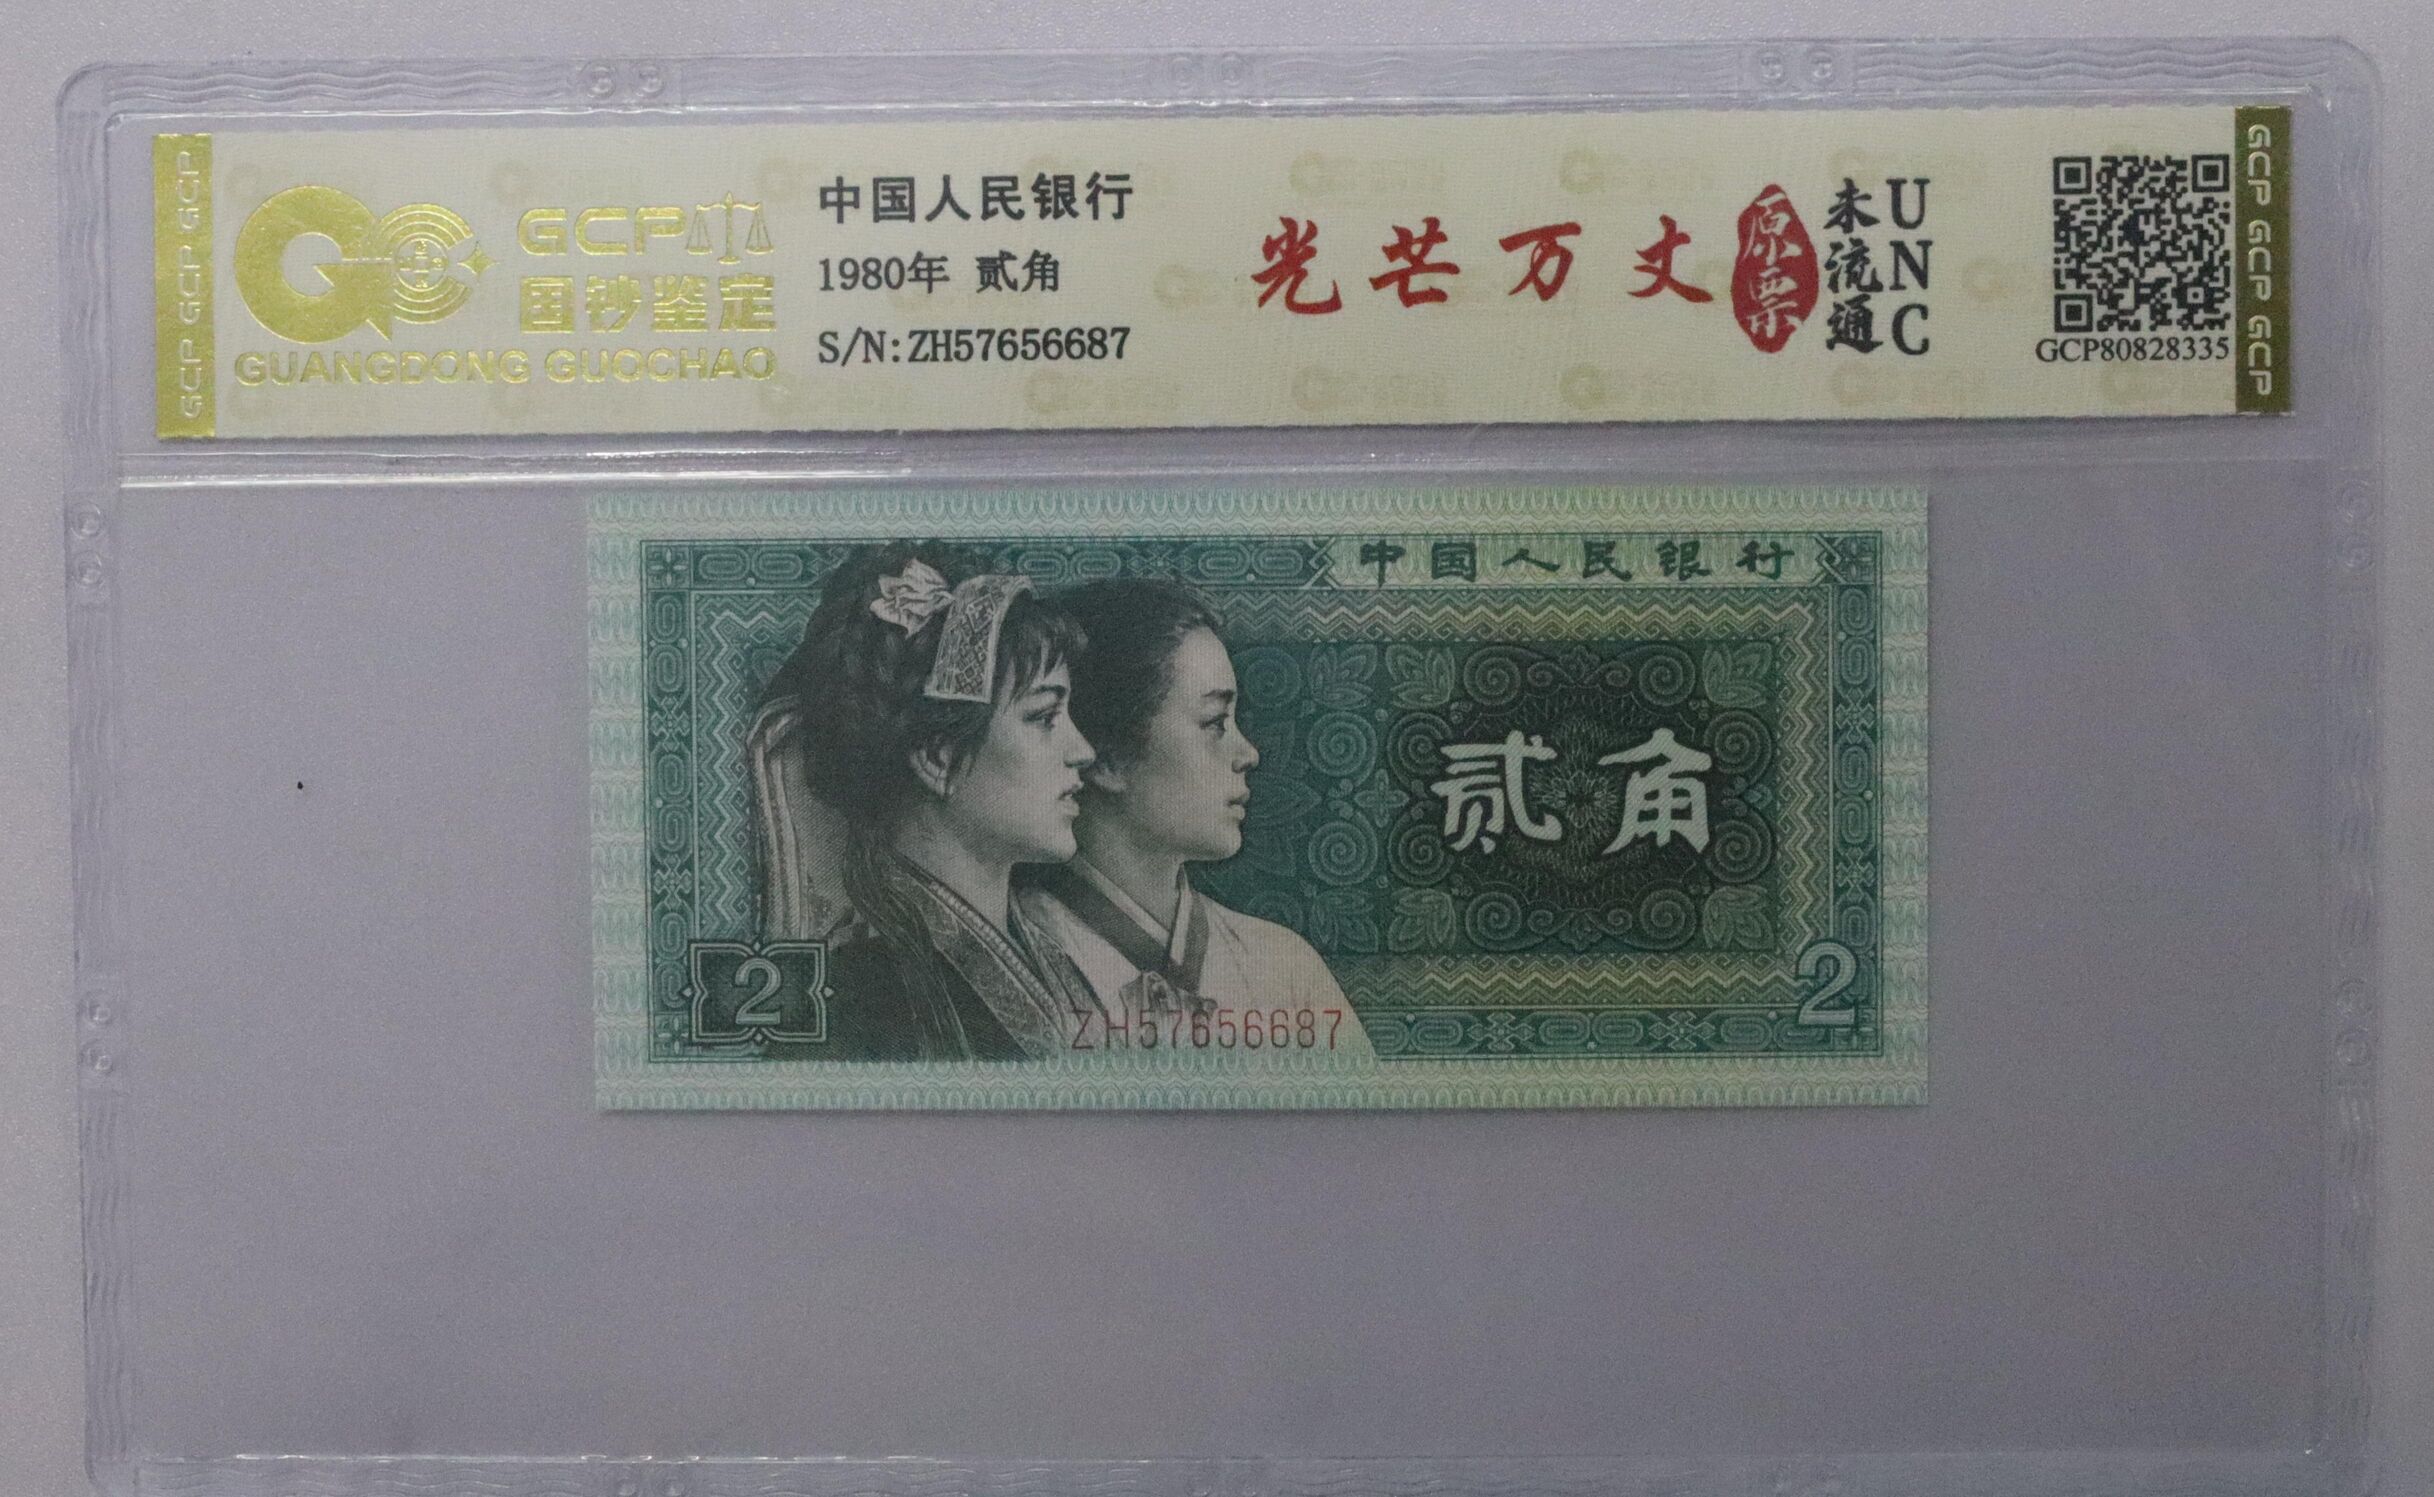 GCP GCP GCP
GCP
国钞鉴定
GUANGDONG GUOCHAO
中国人民银行
1980年 贰角
S/N:ZH57656687
光芒万丈
原票
未流通
UNC
GCP80828335
GCP GCP GCP
中国人民银行
贰角
2
2
ZH57656687